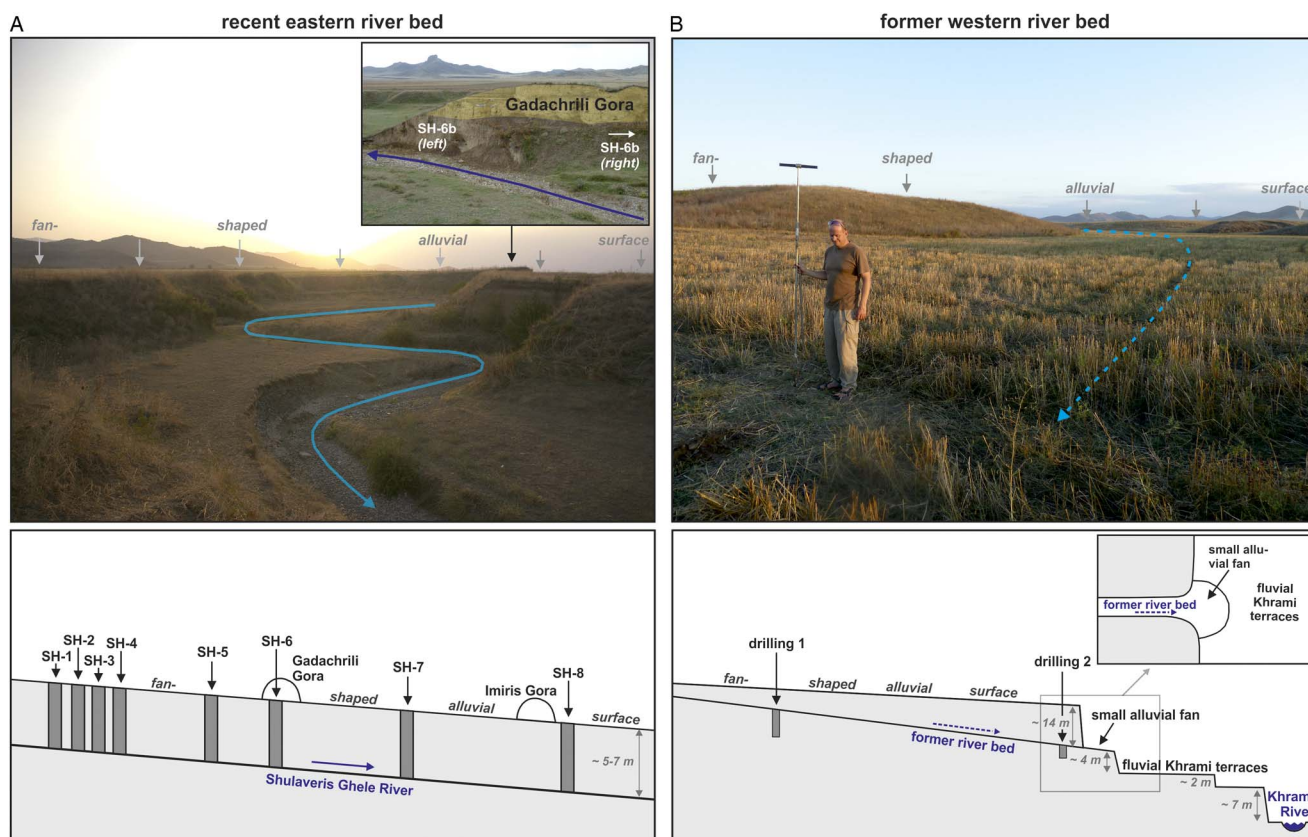 A
recent eastern river bed
Gadachrili Gora
SH-6b
(left)
SH-6b
(right)
fan-
shaped
alluvial
surface
B
former western river bed
fan-
shaped
alluvial
surface
SH-1
SH-2
SH-3
SH-4
SH-5
SH-6
SH-7
SH-8
Gadachrili
Gora
Imiris Gora
fan-
shaped
alluvial
surface
~ 5-7 m
Shulaveris Ghele River
small allu-
vial fan
former river bed
fluvial
Khrami
terraces
drilling 1
drilling 2
fan-
shaped
alluvial
surface
~ 14 m
small alluvial fan
former river bed
~ 4 m
fluvial Khrami terraces
~ 2 m
~ 7 m
Khrami
River